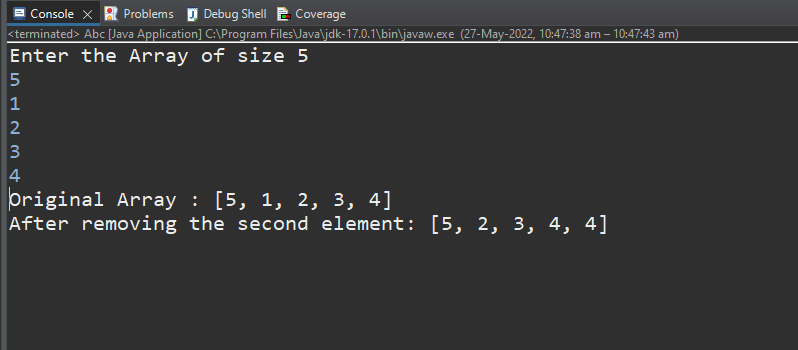 Console Problems Debug Shell Coverage
<terminated> Abc [Java Application] C:\Program Files\Java\jdk-17.0.1\bin\javaw.exe (27-May-2022, 10:47:38 am – 10:47:43 am)
Enter the Array of size 5
5
1
2
3
4
Original Array : [5, 1, 2, 3, 4]
After removing the second element: [5, 2, 3, 4, 4]